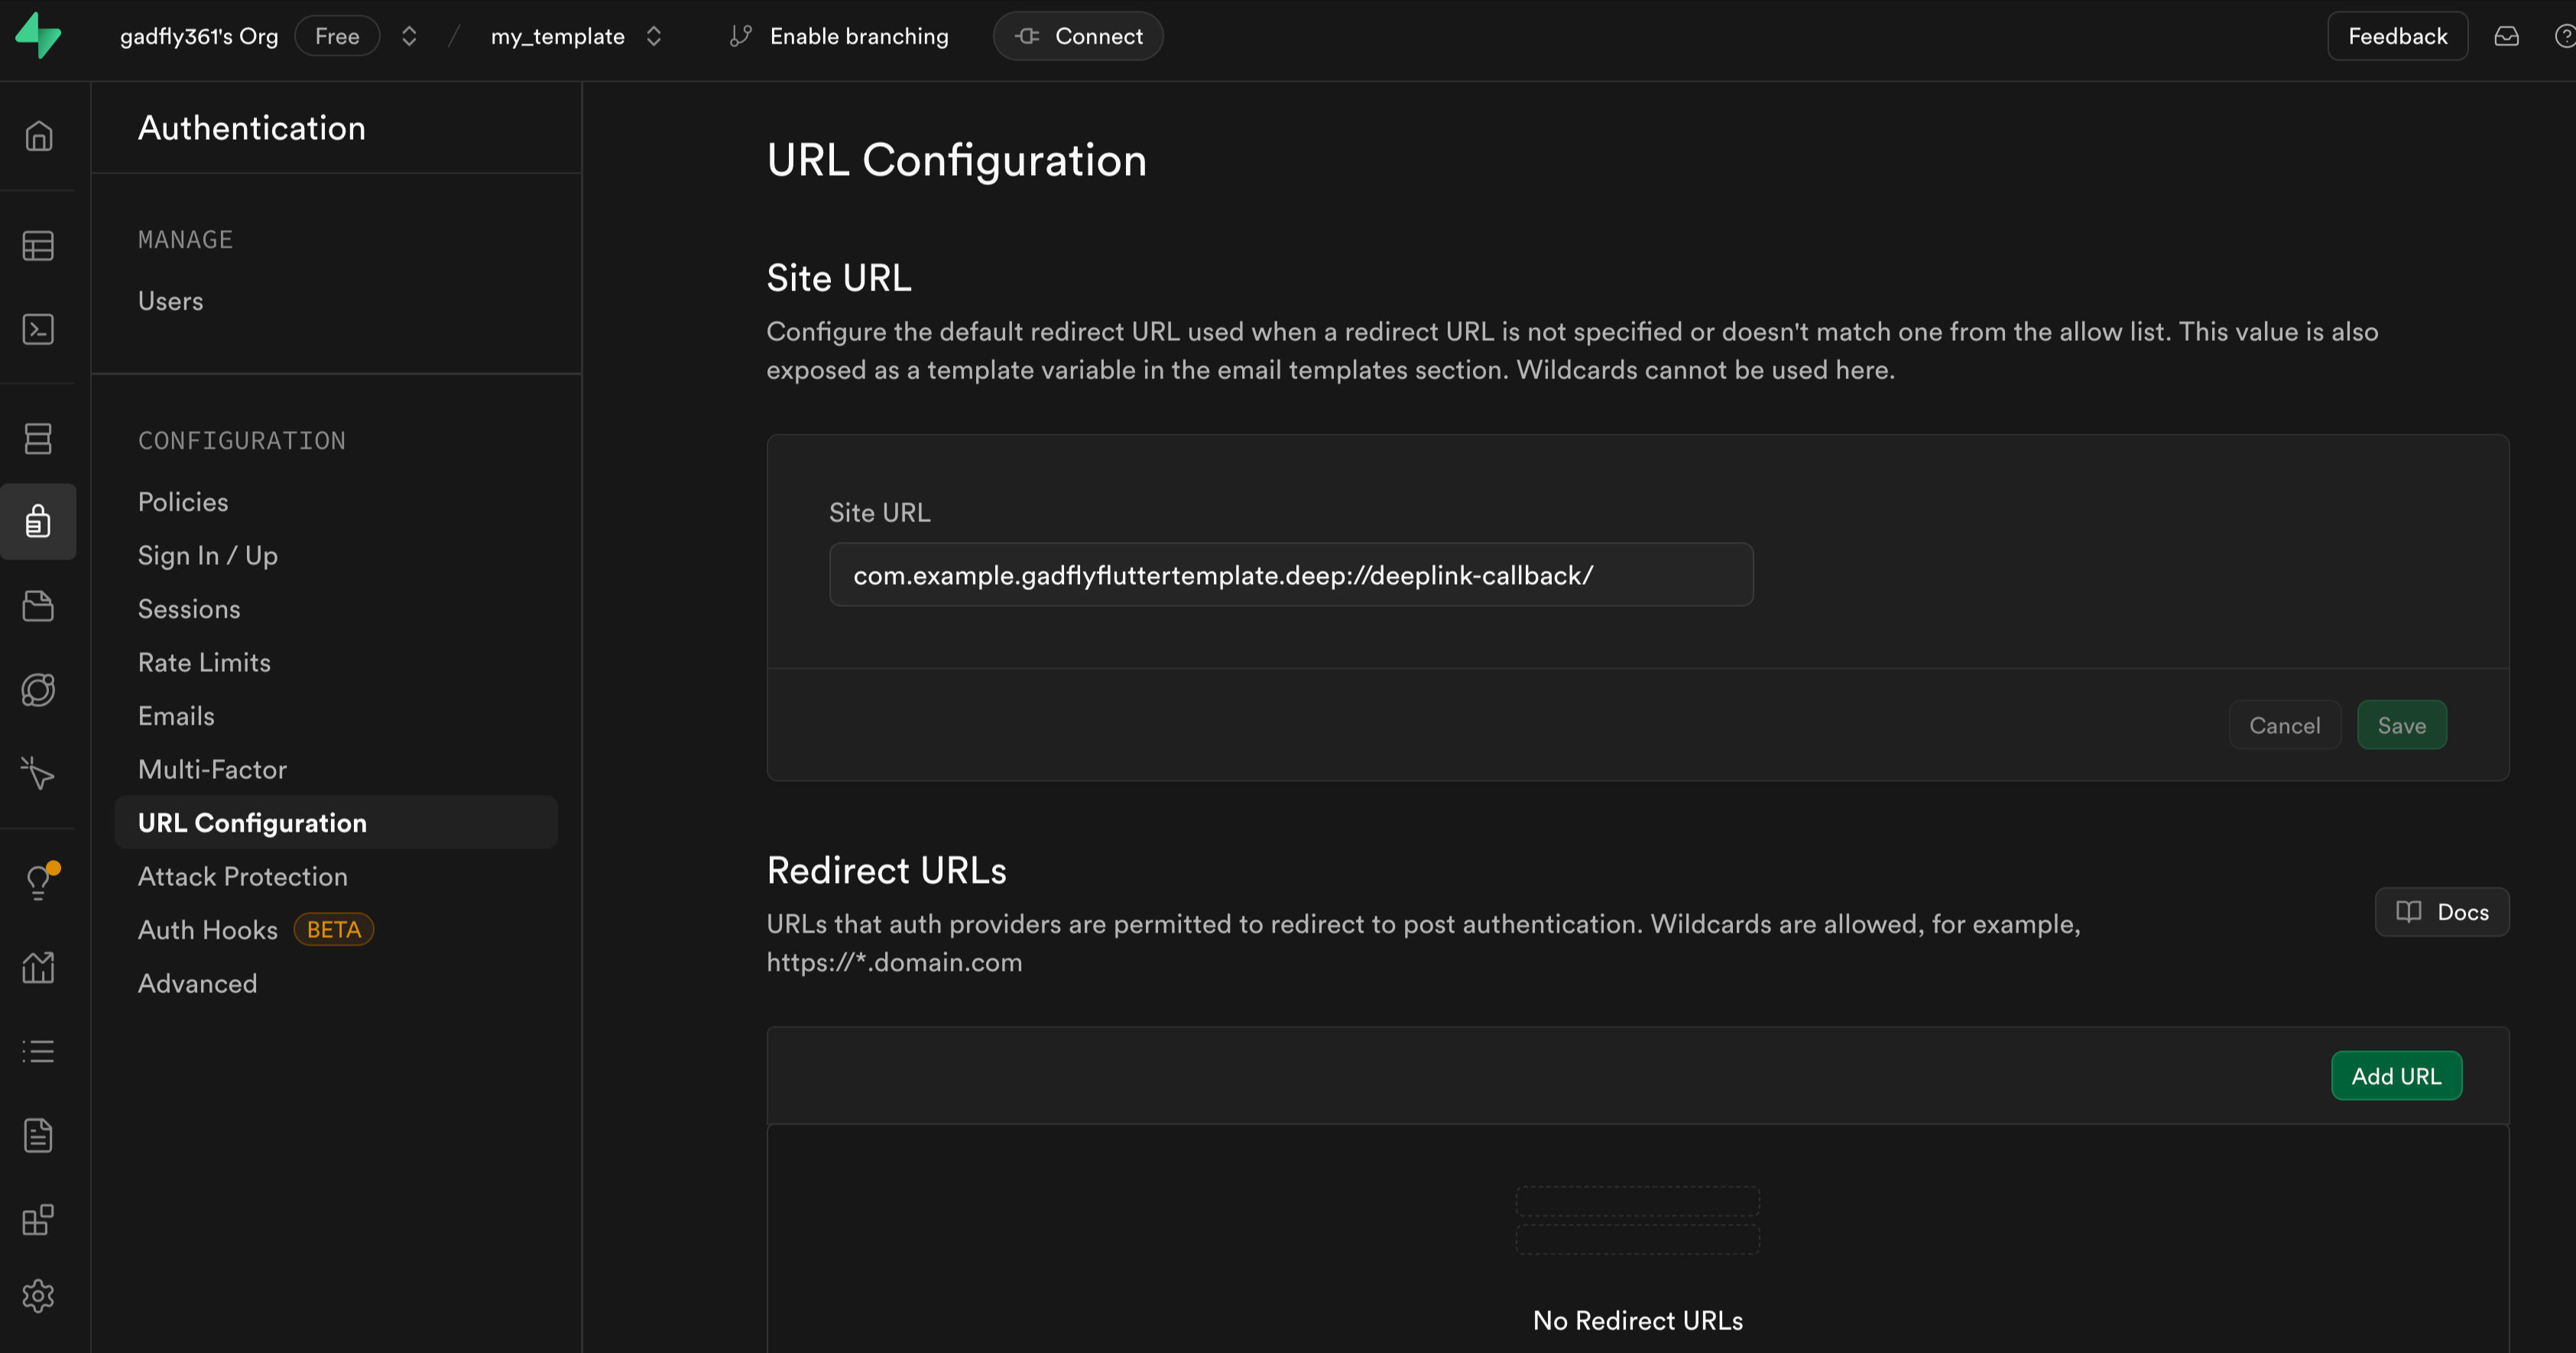 gadfly361's Org Free / my_template Enable branching Connect Feedback
Authentication
MANAGE
Users
CONFIGURATION
Policies
Sign In / Up
Sessions
Rate Limits
Emails
Multi-Factor
URL Configuration
Attack Protection
Auth Hooks BETA
Advanced
URL Configuration
Site URL
Configure the default redirect URL used when a redirect URL is not specified or doesn't match one from the allow list. This value is also
exposed as a template variable in the email templates section. Wildcards cannot be used here.
Site URL
com.example.gadflyfluttertemplate.deep://deeplink-callback/
Cancel Save
Redirect URLs
URLs that auth providers are permitted to redirect to post authentication. Wildcards are allowed, for example,
https://*.domain.com
Docs
Add URL
No Redirect URLs